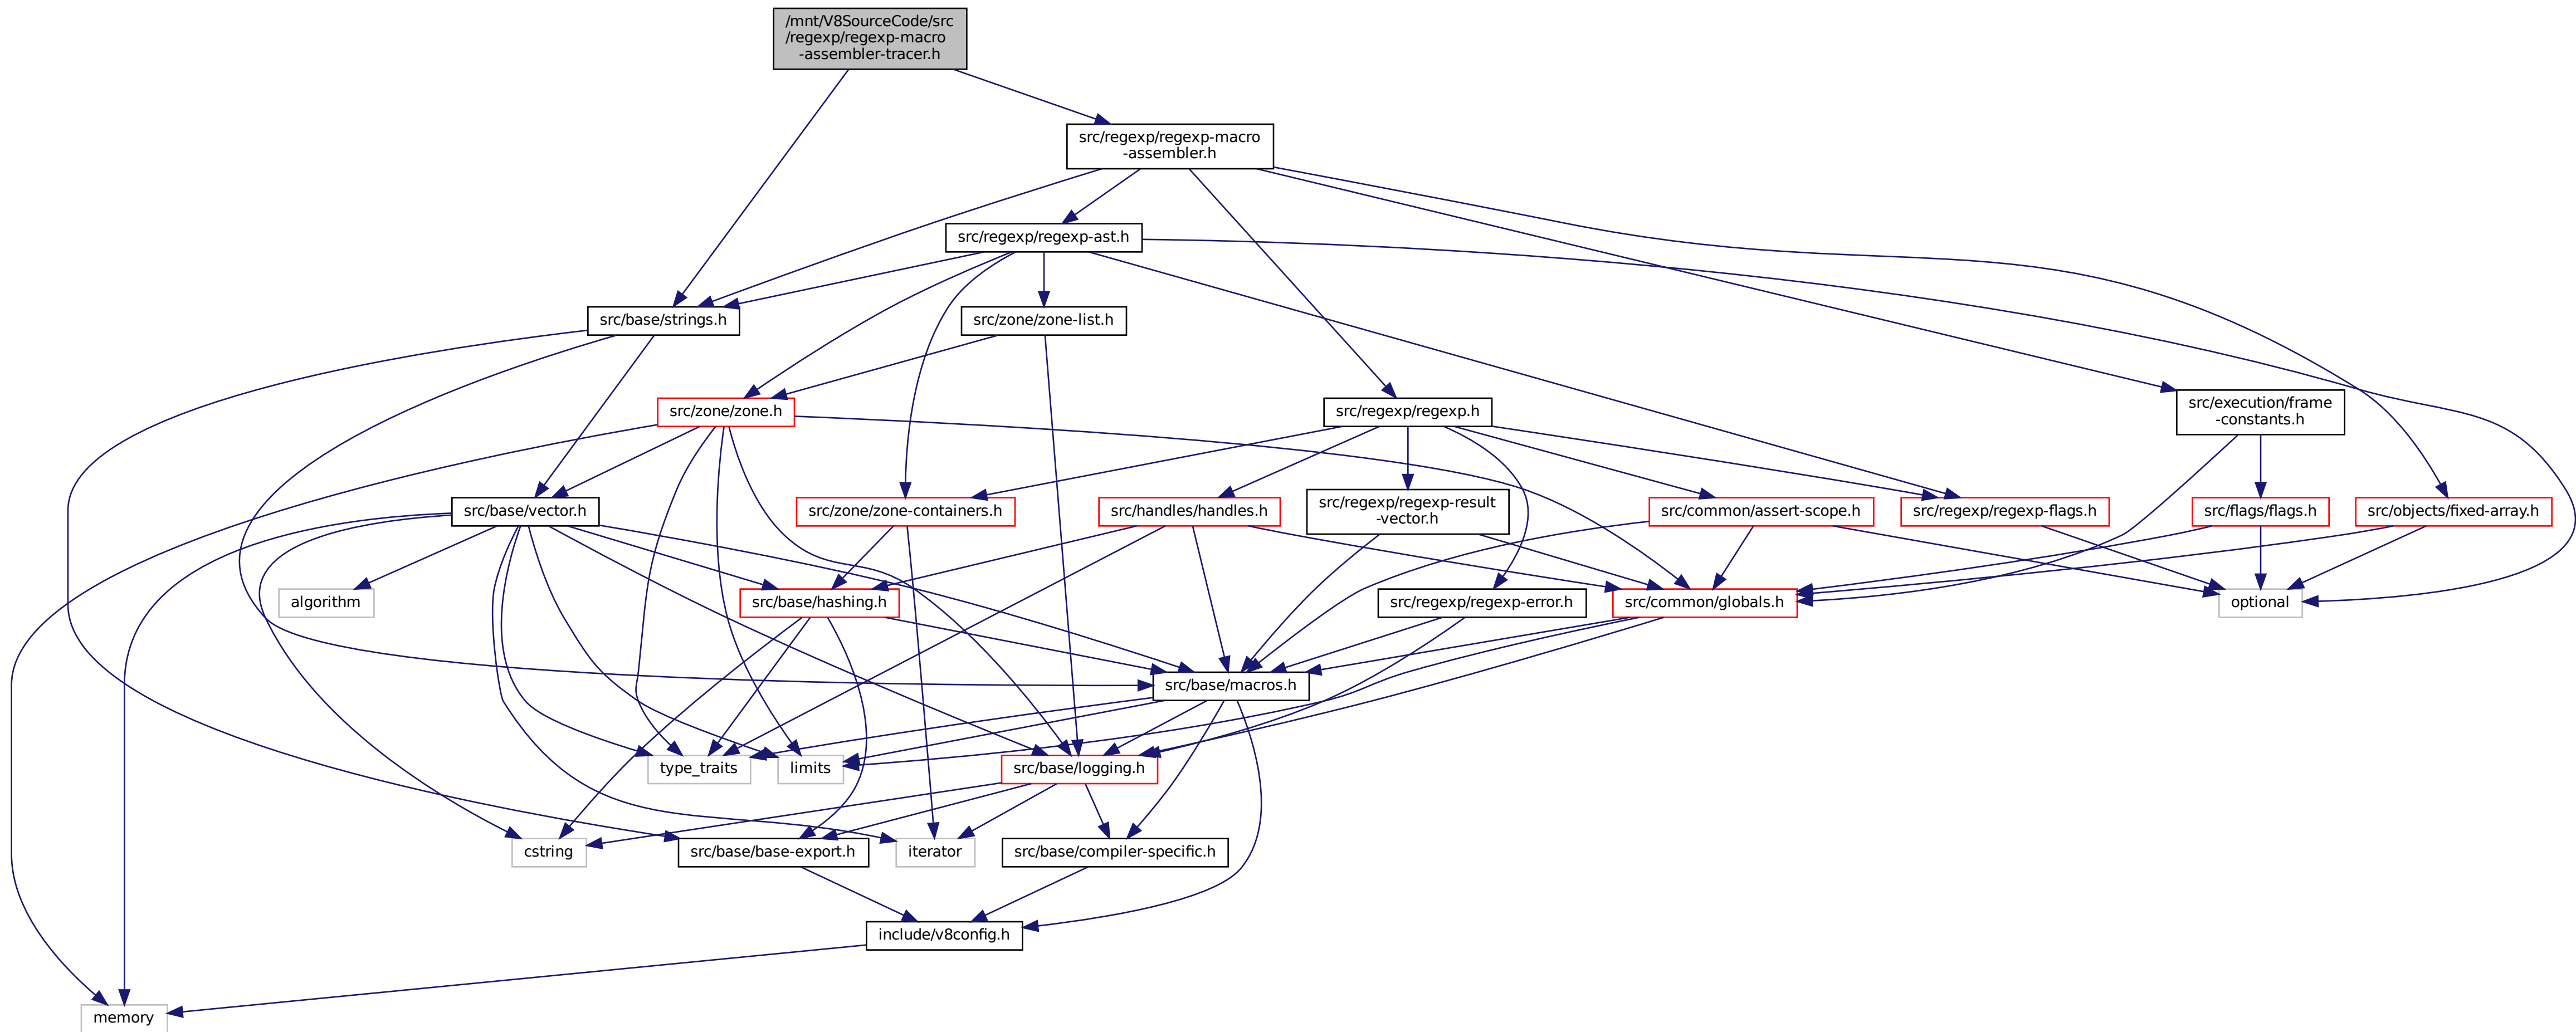 /mnt/V8SourceCode/src
/regexp/regexp-macro
-assembler-tracer.h
src/regexp/regexp-macro
-assembler.h
src/regexp/regexp-ast.h
src/base/strings.h
src/zone/zone-list.h
src/zone/zone.h
src/regexp/regexp.h
src/execution/frame
-constants.h
src/base/vector.h
src/zone/zone-containers.h
src/handles/handles.h
src/regexp/regexp-result
-vector.h
src/common/assert-scope.h
src/regexp/regexp-flags.h
src/flags/flags.h
src/objects/fixed-array.h
algorithm
src/base/hashing.h
src/regexp/regexp-error.h
src/common/globals.h
optional
src/base/macros.h
type_traits
limits
src/base/logging.h
cstring
src/base/base-export.h
iterator
src/base/compiler-specific.h
include/v8config.h
memory